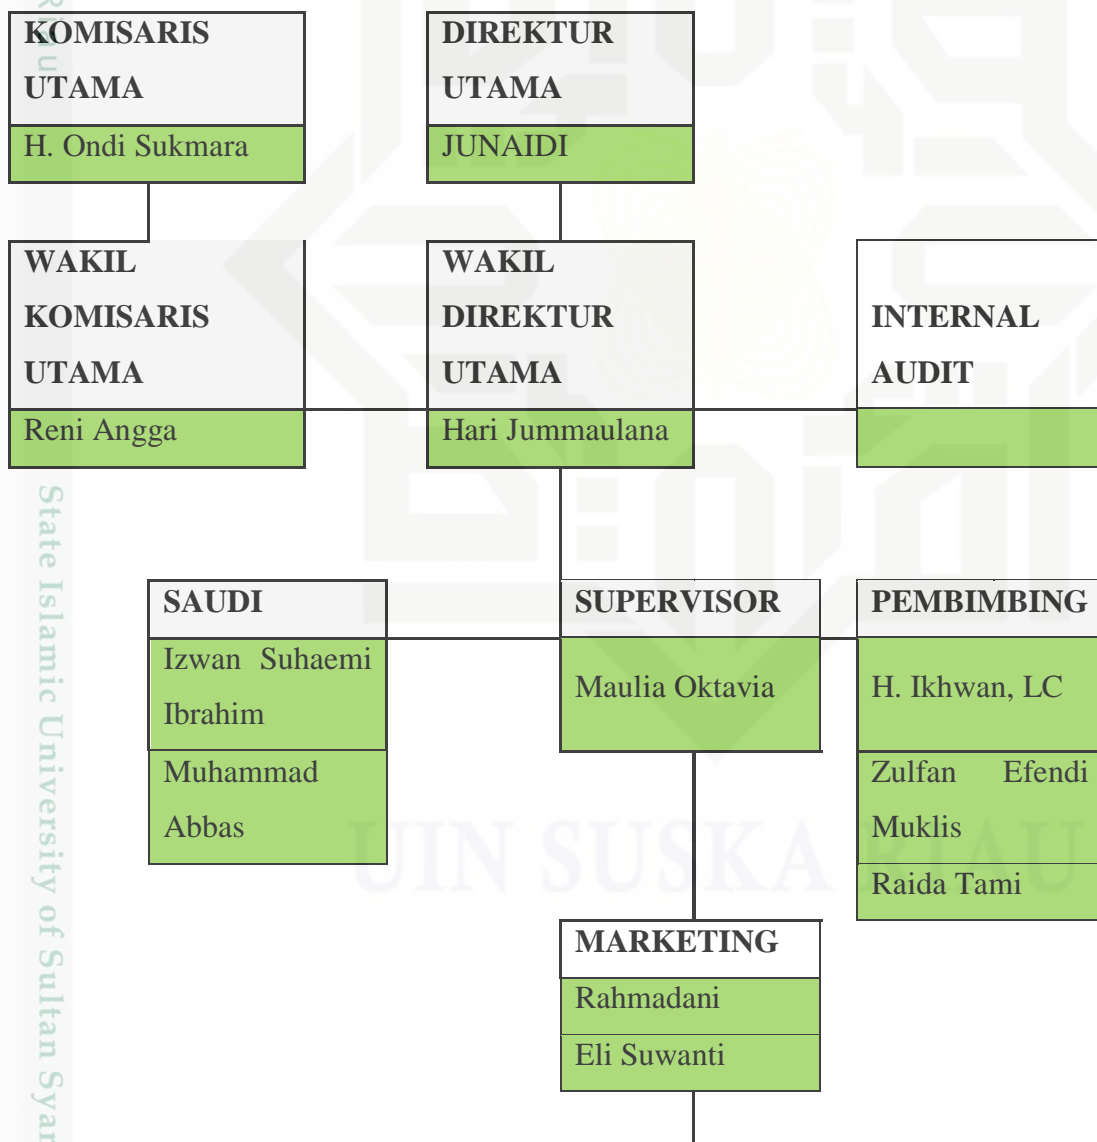 KOMISARIS
UTAMA
H. Ondi Sukmara
DIREKTUR
UTAMA
JUNAIDI
WAKIL
KOMISARIS
UTAMA
Reni Angga
WAKIL
DIREKTUR
UTAMA
Hari Jummaulana
INTERNAL
AUDIT
SAUDI
Izwan Suhaemi
Ibrahim
Muhammad
Abbas
SUPERVISOR
Maulia Oktavia
PEMBIMBING
H. Ikhwan, LC
Zulfan Efendi
Muklis
Raida Tami
MARKETING
Rahmadani
Eli Suwanti
UIN SUSKA RIAU
State Islamic University of Sultan